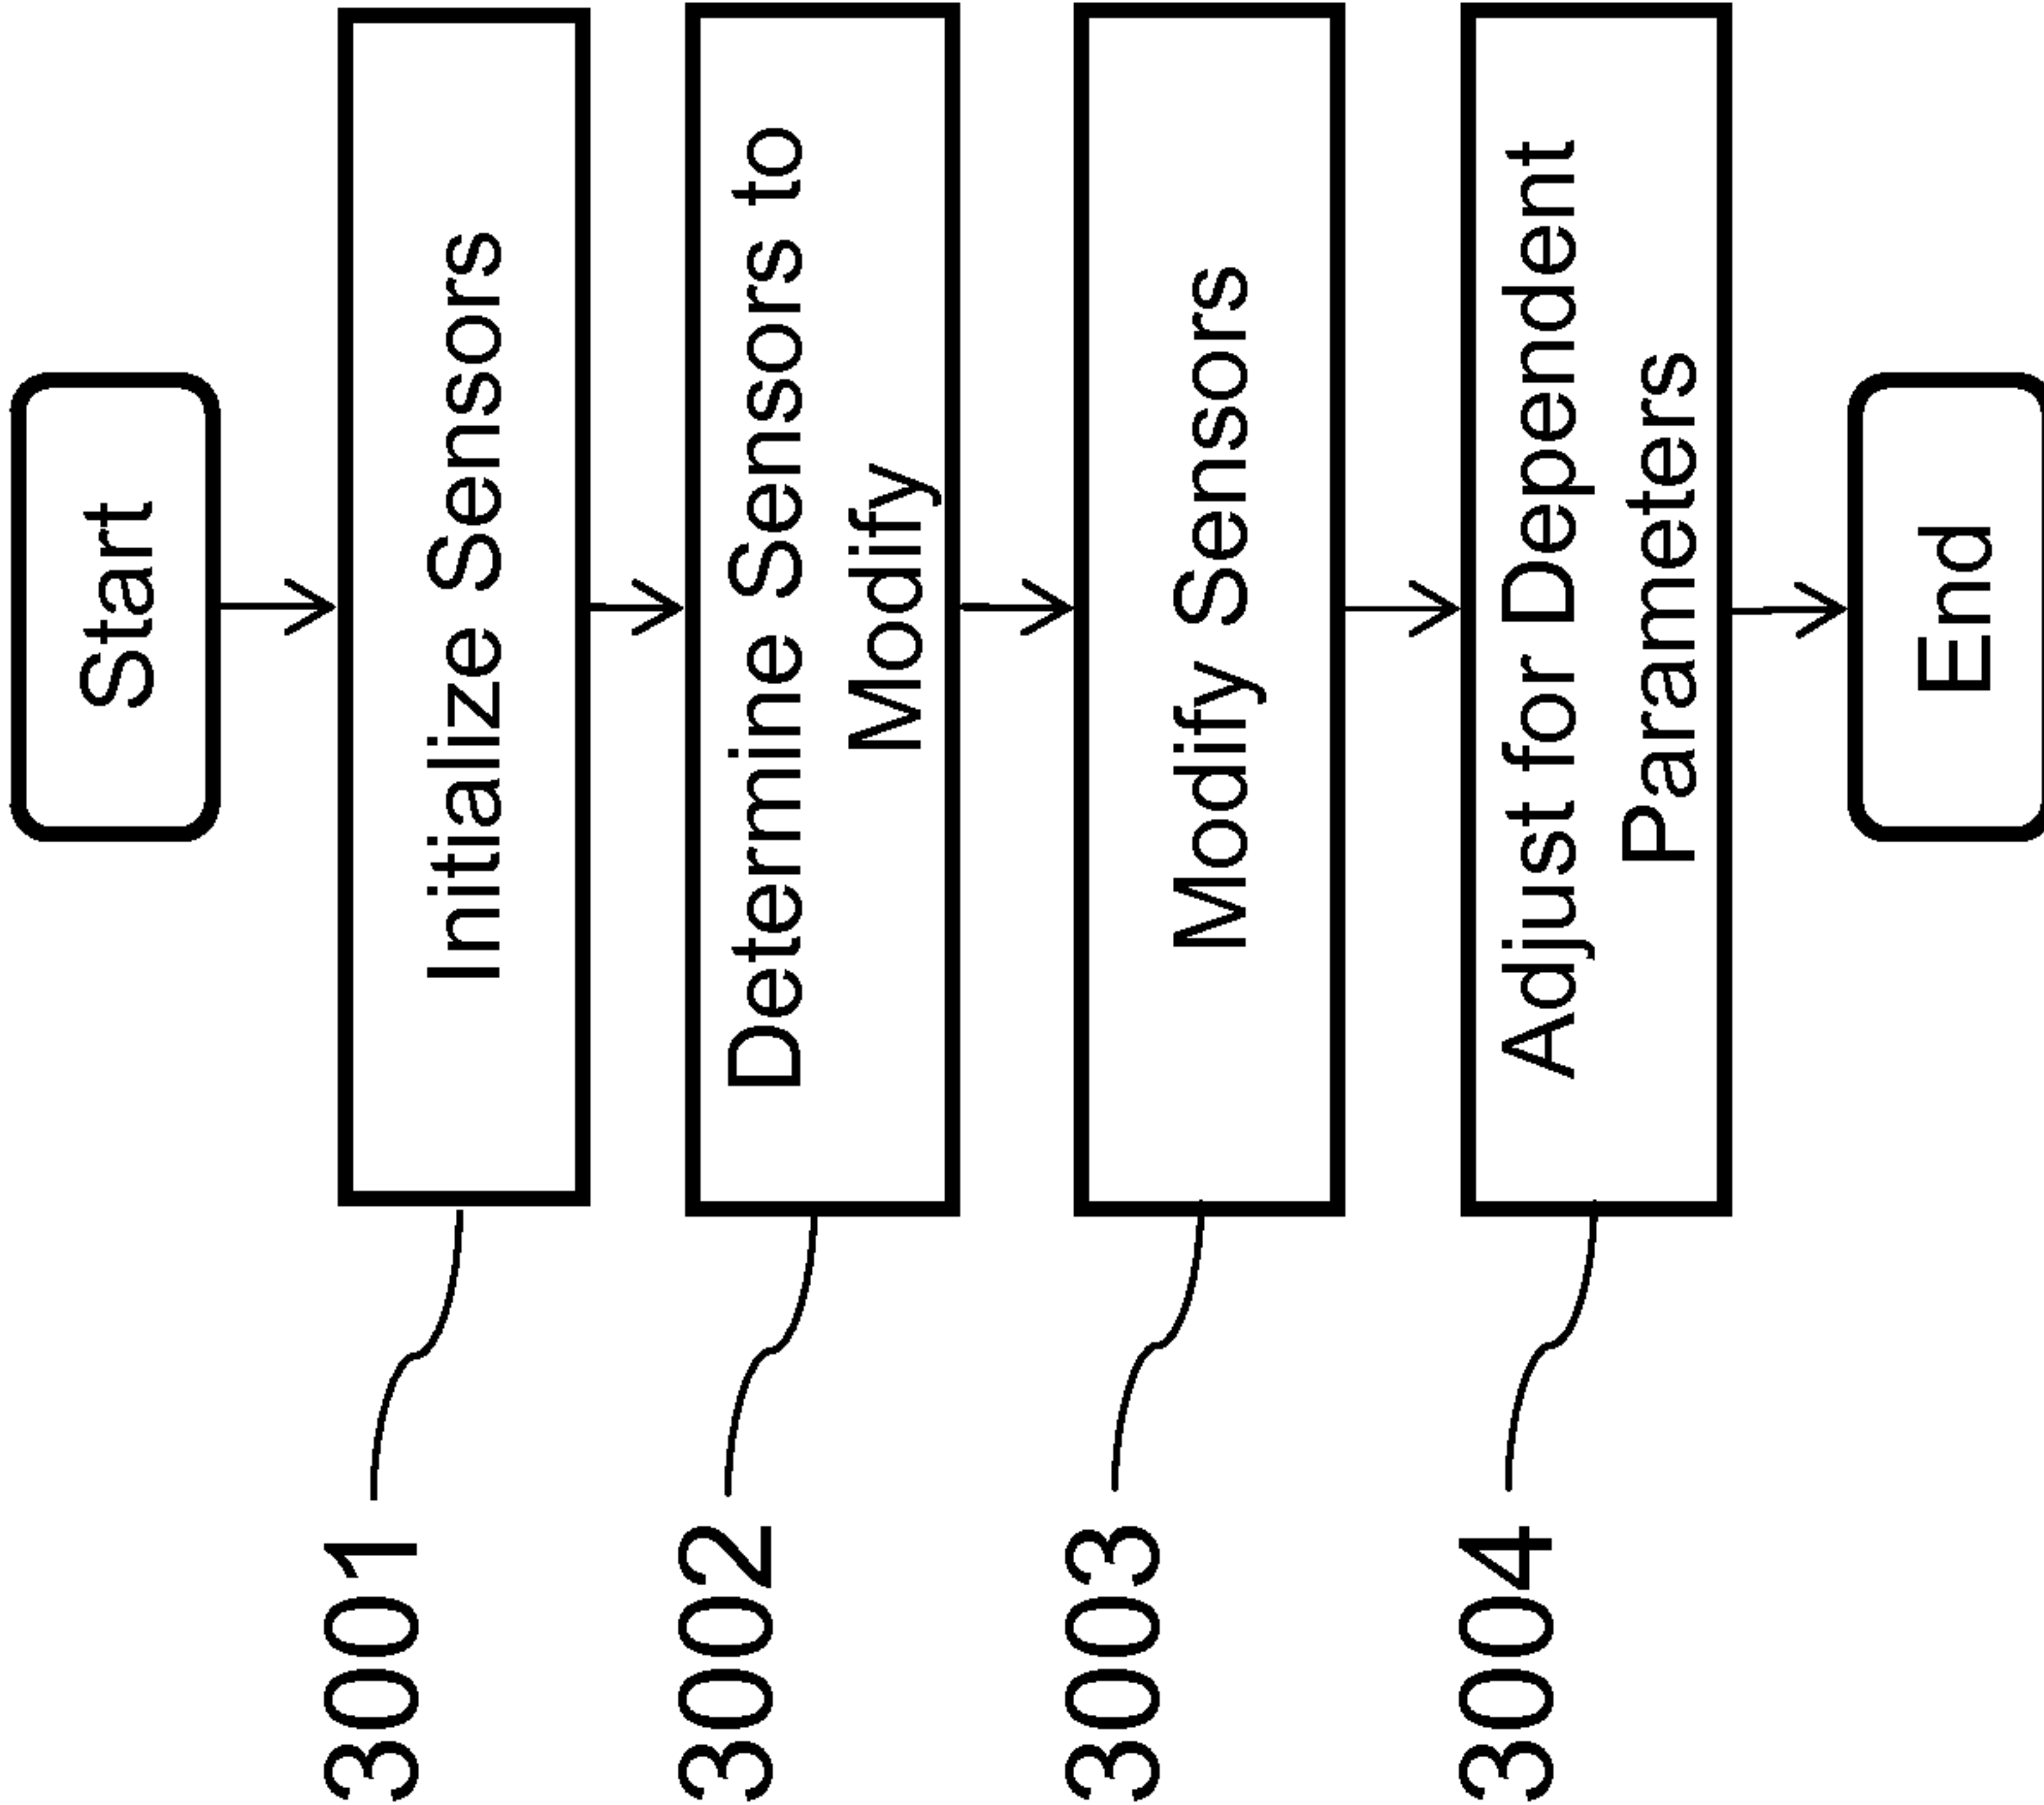 Start
3001
Initialize Sensors
3002
Determine Sensors to
Modify
3003
Modify Sensors
3004
Adjust for Dependent
Parameters
End